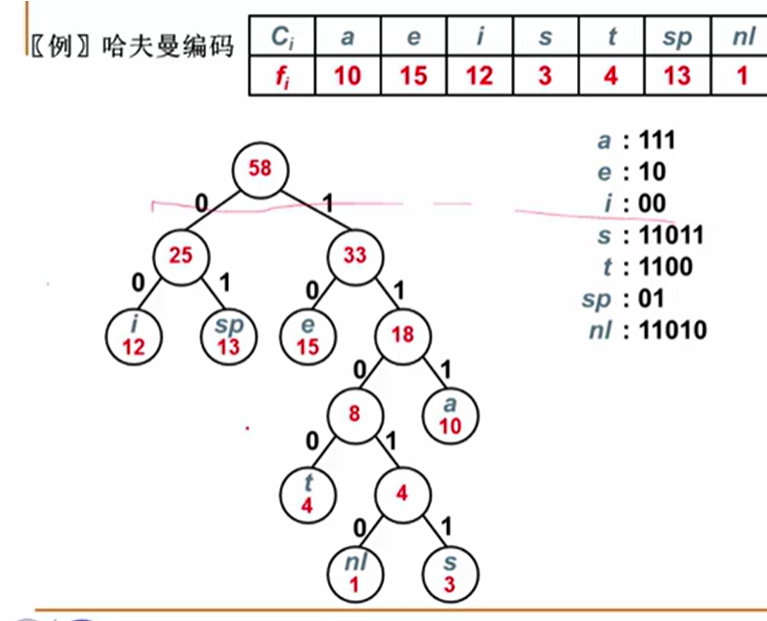 〖例〗哈夫曼编码
Ci a e i s t sp nl
fi 10 15 12 3 4 13 1
a : 111
e : 10
i : 00
s : 11011
t : 1100
sp : 01
nl : 11010
58
0 1
25 33
0 1 0 1
i sp e
12 13 15 18
0 1
8 a
10
0 1
t
4 4
0 1
nl s
1 3